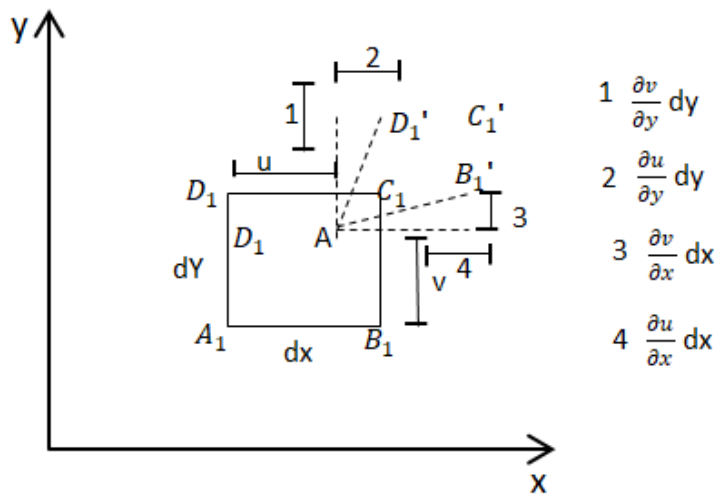 y
2
1
D₁'
C₁'
1 ∂v/∂y dy
u
B₁'
2 ∂u/∂y dy
D₁
C₁
3
D₁
A
3 ∂v/∂x dx
dY
v
4
A₁
B₁
4 ∂u/∂x dx
dx
x